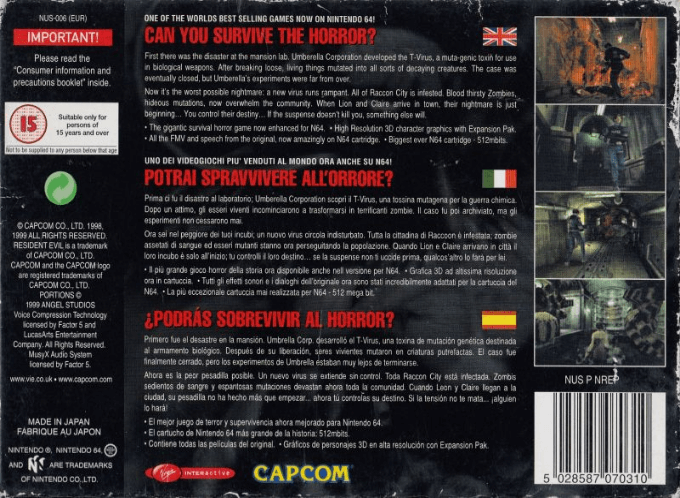 NUS-006 (EUR)
IMPORTANT!
Please read the
"Consumer information and
precautions booklet" inside.
15
Suitable only for
persons of
15 years and over
Not to be supplied to any person below that age
© CAPCOM CO., LTD. 1998,
1999 ALL RIGHTS RESERVED.
RESIDENT EVIL is a trademark
of CAPCOM CO., LTD.
CAPCOM and the CAPCOM logo
are registered trademarks of
CAPCOM CO., LTD.
PORTIONS ©
1999 ANGEL STUDIOS
Voice Compression Technology
licensed by Factor 5 and
LucasArts Entertainment
Company. All Rights Reserved.
MusyX Audio System
licensed by Factor 5.
www.vie.co.uk • www.capcom.com
MADE IN JAPAN
FABRIQUE AU JAPON
NINTENDO ®, NINTENDO 64,
AND N ARE TRADEMARKS
OF NINTENDO CO., LTD.
ONE OF THE WORLDS BEST SELLING GAMES NOW ON NINTENDO 64!
CAN YOU SURVIVE THE HORROR?
First there was the disaster at the mansion lab. Umbrella Corporation developed the T-Virus, a muta-genic toxin for use
in biological weapons. After breaking loose, living things mutated into all sorts of decaying creatures. The case was
eventually closed, but Umbrella's experiments were far from over.
Now it's the worst possible nightmare: a new virus runs rampant. All of Raccon City is infected. Blood thirsty Zombies,
hideous mutations, now overwhelm the community. When Lion and Claire arrive in town, their nightmare is just
beginning... You control their destiny... If the suspense don't kill you, something else will.
• The gigantic survival horror game now enhanced for N64. • High Resolution 3D character graphics with Expansion Pak.
• All the FMV and speech from the original, now amazingly on N64 cartridge. • Biggest ever N64 cartridge - 512mbits.
UNO DEI VIDEOGIOCHI PIU' VENDUTI AL MONDO ORA ANCHE SU N64!
POTRAI SPRAVVIVERE ALL'ORRORE?
Prima ci fu il disastro al laboratorio; Umbrella Corporation scopri il T-Virus, una tossina mutagena per la guerra chimica.
Dopo un attimo, gli esseri viventi incominciarono a trasformarsi in terrificanti zombie. Il caso fu poi archiviato, ma gli
esperimenti non cessarono mai.
Ora sei nel peggiore dei tuoi incubi; un nuovo virus circola indisturbato. Tutta la cittadina di Raccoon è infestata; zombie
assetati di sangue ed esseri mutanti stanno ora perseguitando la popolazione. Quando Lion e Claire arrivano in città il
loro incubo è solo all'inizio; tu controlli il loro destino... se la suspense non ti uccide prima, qualcos'altro lo farà per lei.
• Il più grande gioco horror della storia ora disponibile anche nell versione per N64. • Grafica 3D ad altissima risoluzione
ora in cartuccia. • Tutti gli effetti sonori e i dialoghi dell'originale ora sono stati incredibilmente adattati per la cartuccia del
N64. • La più eccezionale cartuccia mai realizzata per N64 - 512 mega bit.
¿PODRÁS SOBREVIVIR AL HORROR?
Primero fue el desastre en la mansión. Umbrella Corp. desarrolló el T-Virus, una toxina de mutación genética destinada
al armamento biológico. Después de su liberación, seres vivientes mutaron en criaturas putrefactas. El caso fue
finalmente cerrado, pero los experimentos de Umbrella estaban muy lejos de terminarse.
Ahora es la peor pesadilla posible. Un nuevo virus se extiende sin control. Toda Raccon City está infectada. Zombis
sedientos de sangre y espantosas mutaciones devastan ahora toda la comunidad. Cuando Leon y Claire llegan a la
ciudad, su pesadilla no ha hecho más que empezar... ahora tú controlas su destino. Si la tensión no te mata... ¡alguien
lo hará!
• El mejor juego de terror y supervivencia ahora mejorado para Nintendo 64.
• El cartucho de Nintendo 64 más grande de la historia: 512mbits.
• Contiene todas las películas del original. • Gráficos de personajes 3D en alta resolución con Expansion Pak.
Virgin INTERACTIVE
CAPCOM
NUS P NREP
5 028587 070310